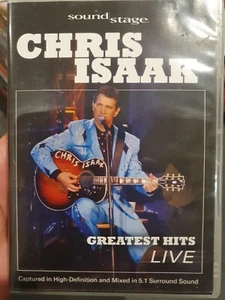 sound stage.
CHRIS
ISAAK
CHRIS ISAAK
GREATEST HITS
LIVE
Captured in High-Definition and Mixed in 5.1 Surround Sound